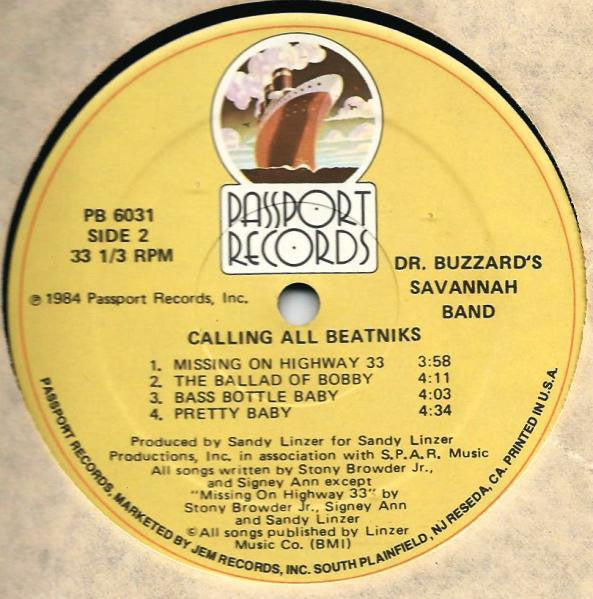 PASSPORT
RECORDS
PB 6031
SIDE 2
33 1/3 RPM
℗ 1984 Passport Records, Inc.
DR. BUZZARD'S
SAVANNAH
BAND
CALLING ALL BEATNIKS
1. MISSING ON HIGHWAY 33 3:58
2. THE BALLAD OF BOBBY 4:11
3. BASS BOTTLE BABY 4:03
4. PRETTY BABY 4:34
Produced by Sandy Linzer for Sandy Linzer
Productions, Inc. in association with S.P.A.R. Music
All songs written by Stony Browder Jr.,
and Signey Ann except
"Missing On Highway 33" by
Stony Browder Jr., Signey Ann
and Sandy Linzer
© All songs published by Linzer
Music Co. (BMI)
PASSPORT RECORDS, MARKETED BY JEM RECORDS, INC. SOUTH PLAINFIELD, NJ RESEDA, CA. PRINTED IN U.S.A.